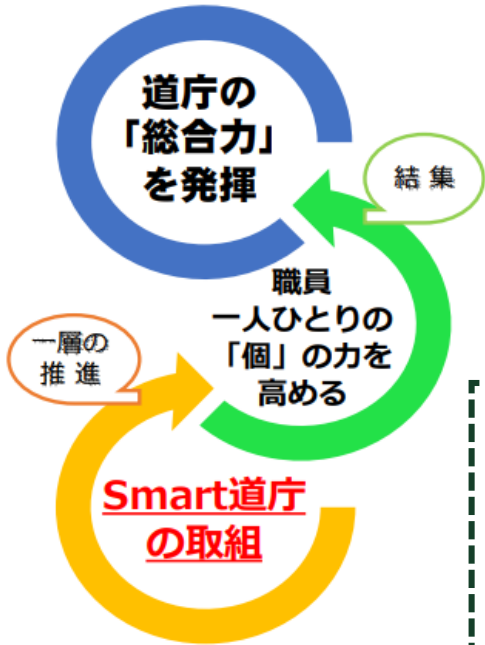 道庁の
「総合力」
を発揮
結集
職員
一人ひとりの
「個」の力を
高める
一層の
推進
Smart道庁
の取組